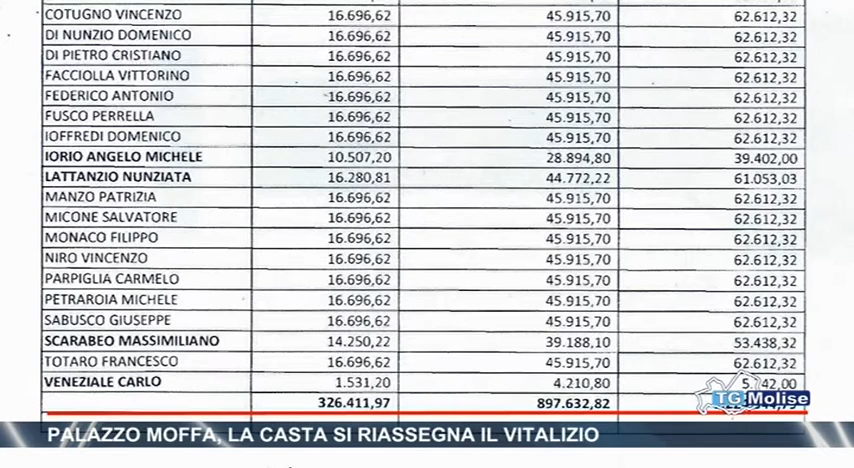 COTUGNO VINCENZO 16.696,62 45.915,70 62.612,32
DI NUNZIO DOMENICO 16.696,62 45.915,70 62.612,32
DI PIETRO CRISTIANO 16.696,62 45.915,70 62.612,32
FACCIOLLA VITTORINO 16.696,62 45.915,70 62.612,32
FEDERICO ANTONIO 16.696,62 45.915,70 62.612,32
FUSCO PERRELLA 16.696,62 45.915,70 62.612,32
IOFFREDI DOMENICO 16.696,62 45.915,70 62.612,32
IORIO ANGELO MICHELE 10.507,20 28.894,80 39.402,00
LATTANZIO NUNZIATA 16.280,81 44.772,22 61.053,03
MANZO PATRIZIA 16.696,62 45.915,70 62.612,32
MICONE SALVATORE 16.696,62 45.915,70 62.612,32
MONACO FILIPPO 16.696,62 45.915,70 62.612,32
NIRO VINCENZO 16.696,62 45.915,70 62.612,32
PARPIGLIA CARMELO 16.696,62 45.915,70 62.612,32
PETRAROIA MICHELE 16.696,62 45.915,70 62.612,32
SABUSCO GIUSEPPE 16.696,62 45.915,70 62.612,32
SCARABEO MASSIMILIANO 14.250,22 39.188,10 53.438,32
TOTARO FRANCESCO 16.696,62 45.915,70 62.612,32
VENEZIALE CARLO 1.531,20 4.210,80 5.742,00
326.411,97 897.632,82
TG Molise
PALAZZO MOFFA, LA CASTA SI RIASSEGNA IL VITALIZIO